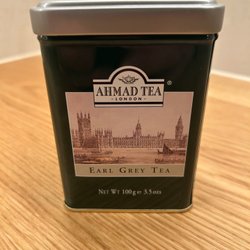 AHMAD TEA ®
LONDON
EARL GREY TEA
NET WT 100g ℮ 3.5 ozs